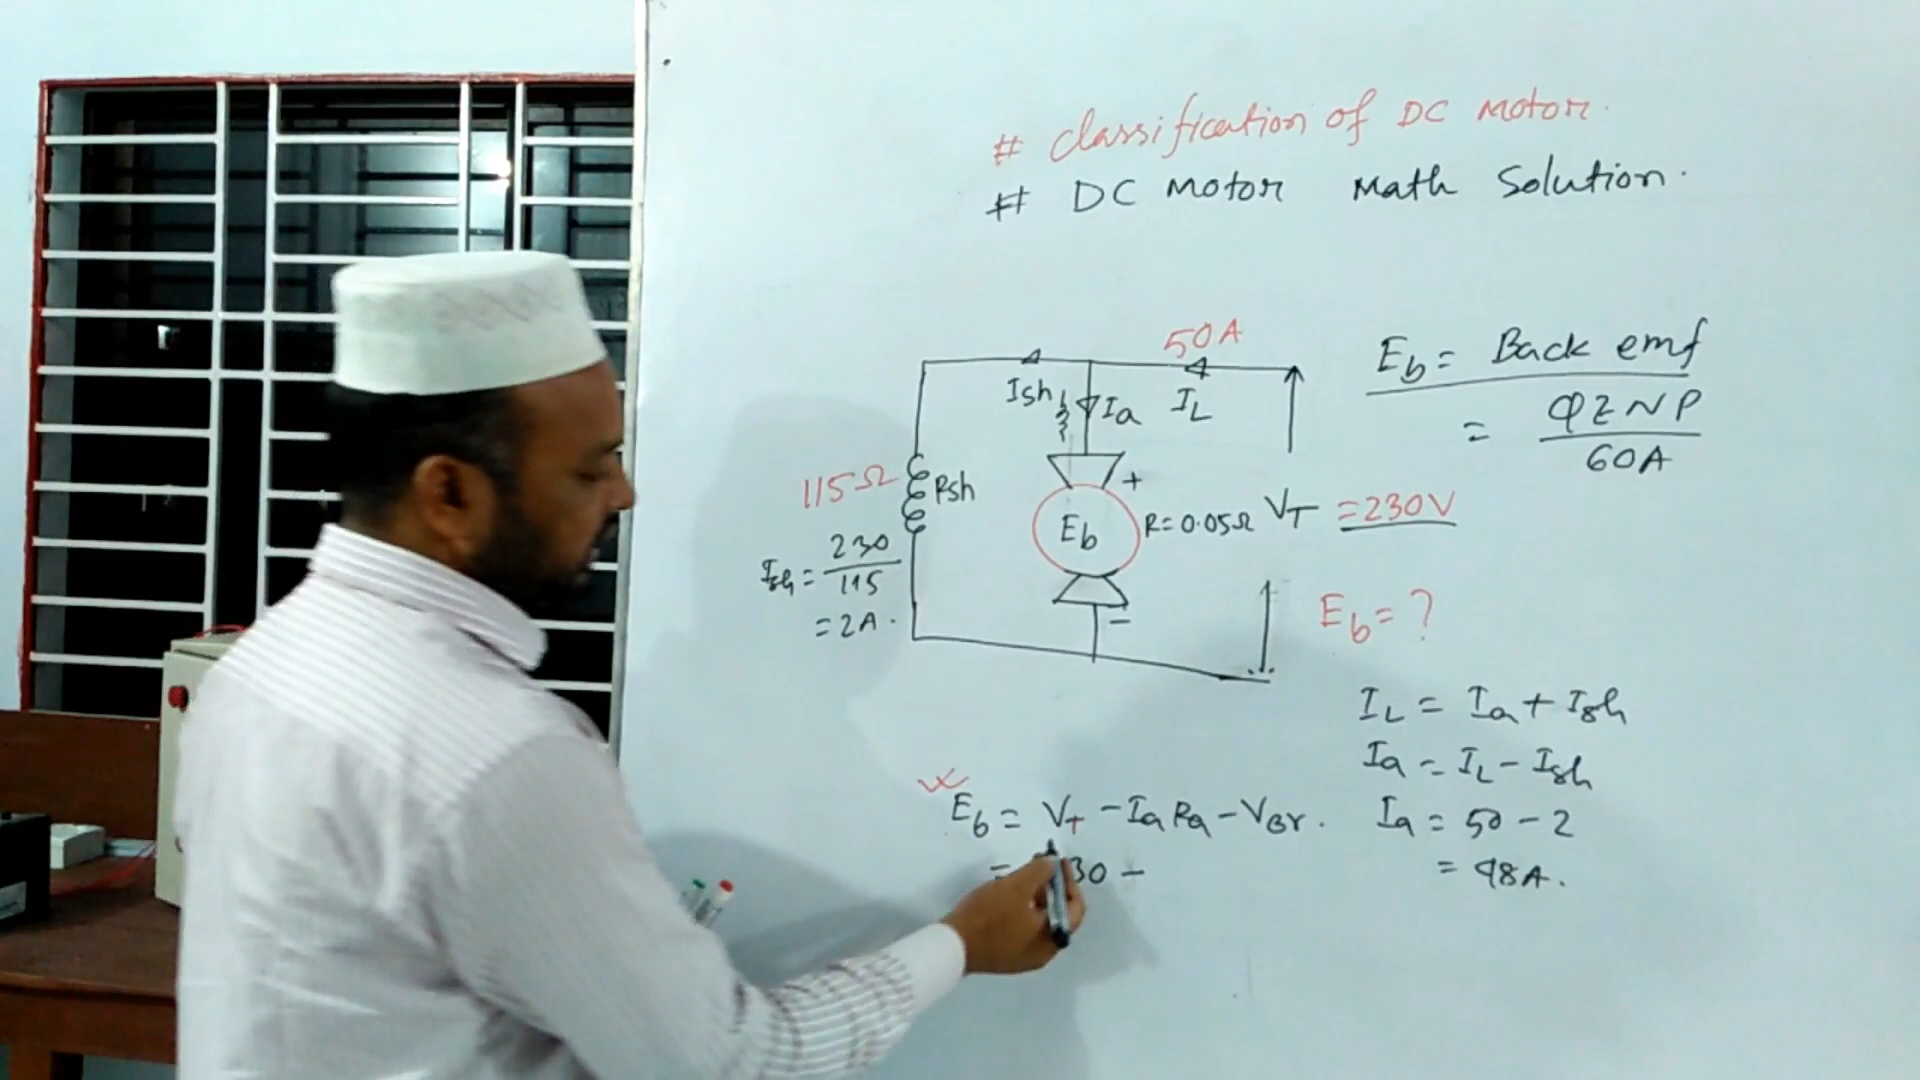 # Classification of DC Motor.
# DC Motor Math Solution.
50A
Ish
Ia
IL
Eb = Back emf
= φZNP
60A
115Ω
Rsh
+
Eb
R=0.05Ω
VT = 230V
Ish = 230
115
= 2A.
−
Eb = ?
IL = Ia + Ish
Ia = IL - Ish
Eb = VT - IaRa - VBr.
Ia = 50 - 2
= 30 -
= 48A.